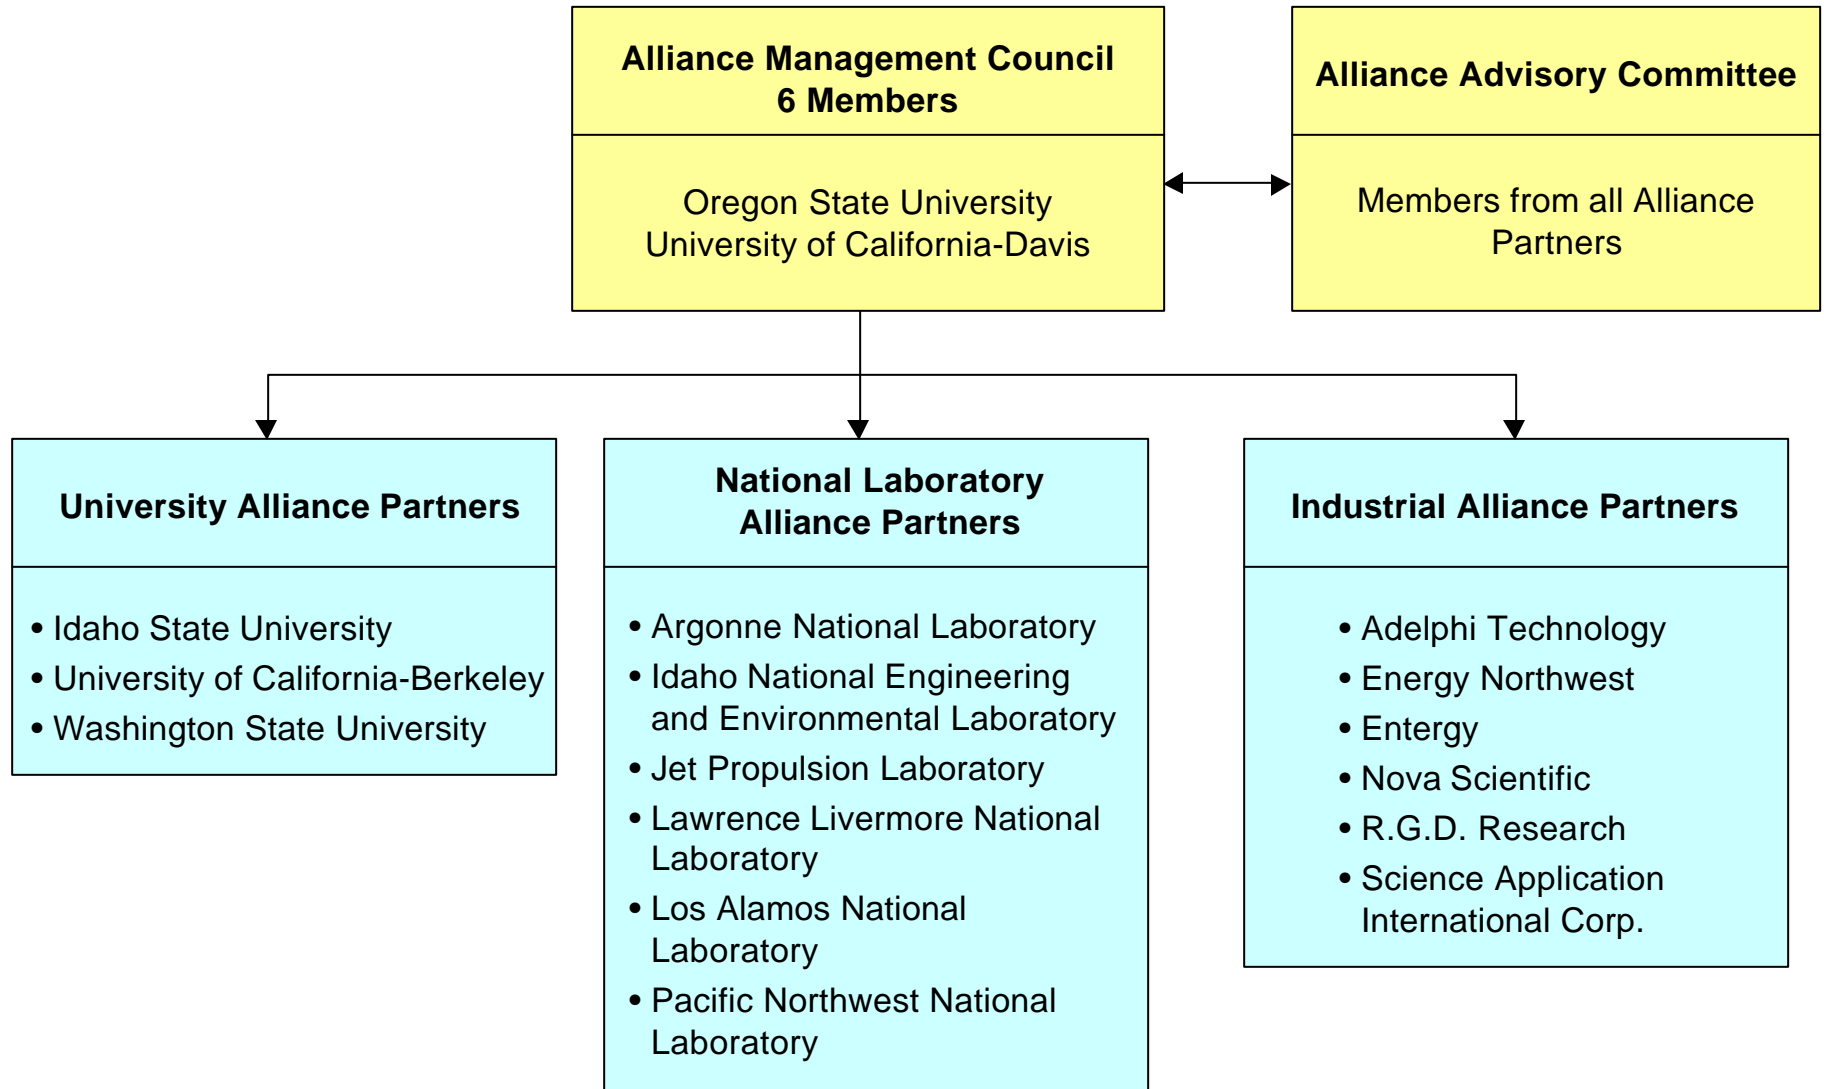 Alliance Management Council
6 Members
Oregon State University
University of California-Davis
Alliance Advisory Committee
Members from all Alliance
Partners
University Alliance Partners
• Idaho State University
• University of California-Berkeley
• Washington State University
National Laboratory
Alliance Partners
• Argonne National Laboratory
• Idaho National Engineering
and Environmental Laboratory
• Jet Propulsion Laboratory
• Lawrence Livermore National
Laboratory
• Los Alamos National
Laboratory
• Pacific Northwest National
Laboratory
Industrial Alliance Partners
• Adelphi Technology
• Energy Northwest
• Entergy
• Nova Scientific
• R.G.D. Research
• Science Application
International Corp.